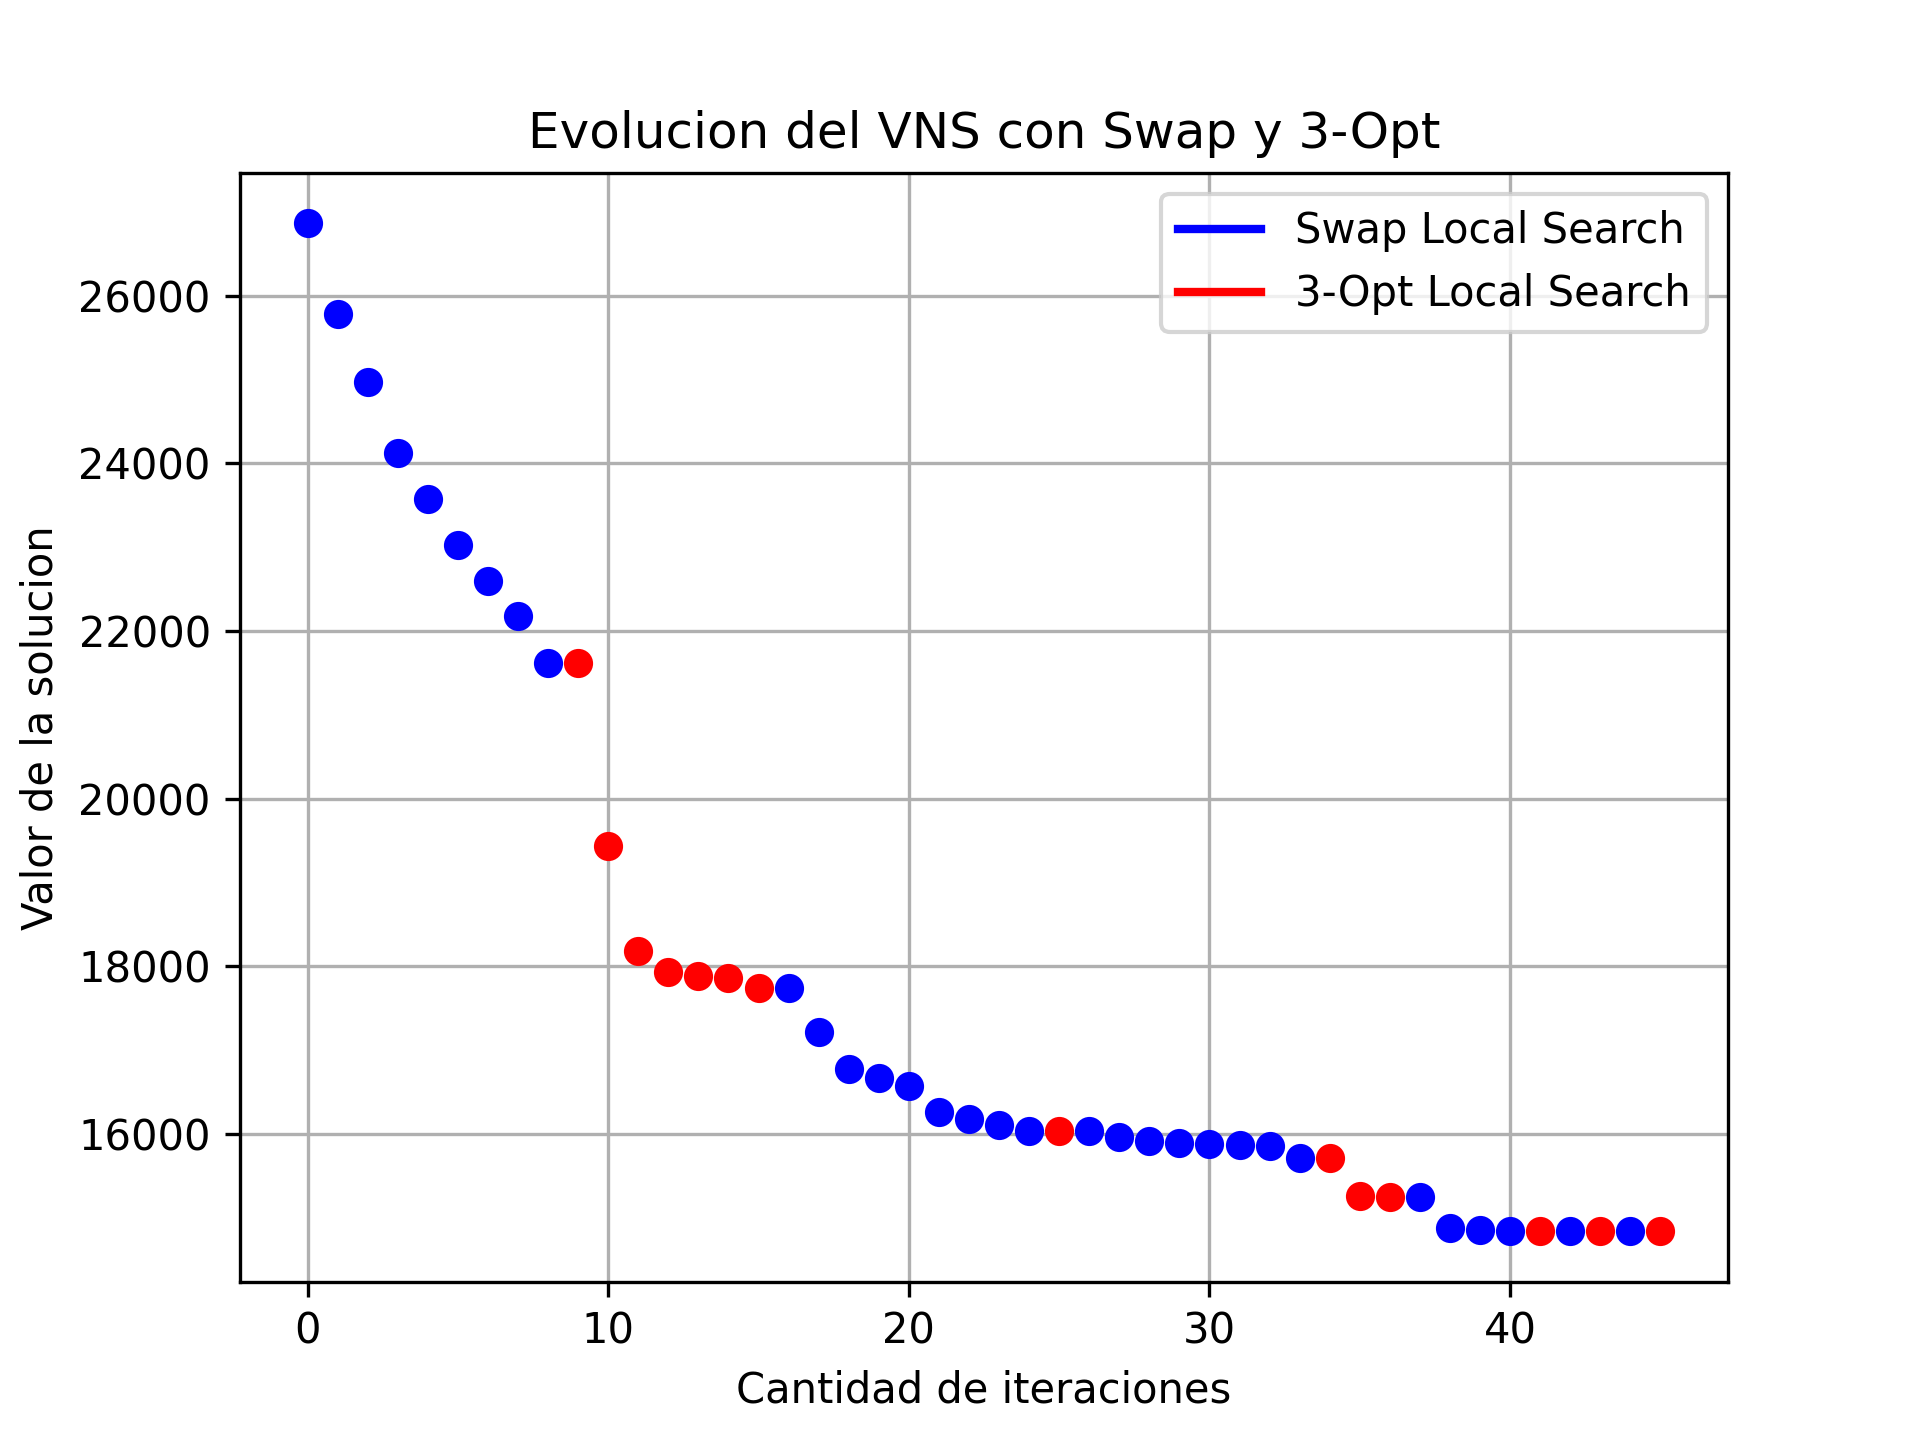 Evolucion del VNS con Swap y 3-Opt
Swap Local Search
3-Opt Local Search
Valor de la solucion
26000
24000
22000
20000
18000
16000
0 10 20 30 40
Cantidad de iteraciones